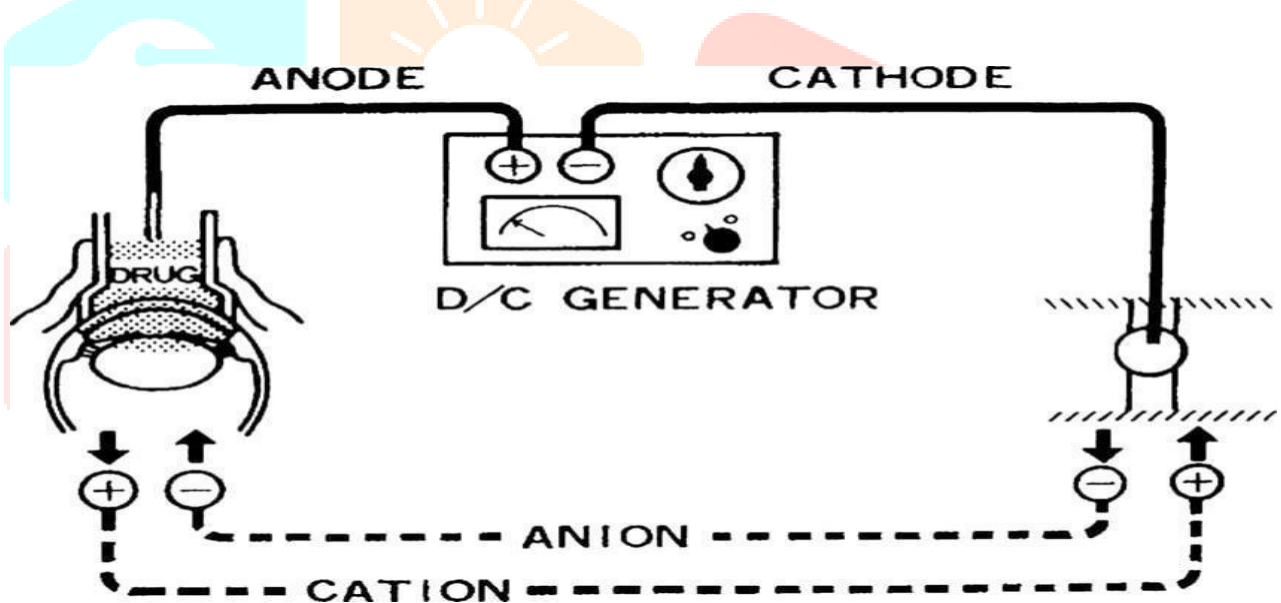 ANODE
CATHODE
+
−
DRUG
D/C GENERATOR
+
−
−
+
ANION
CATION